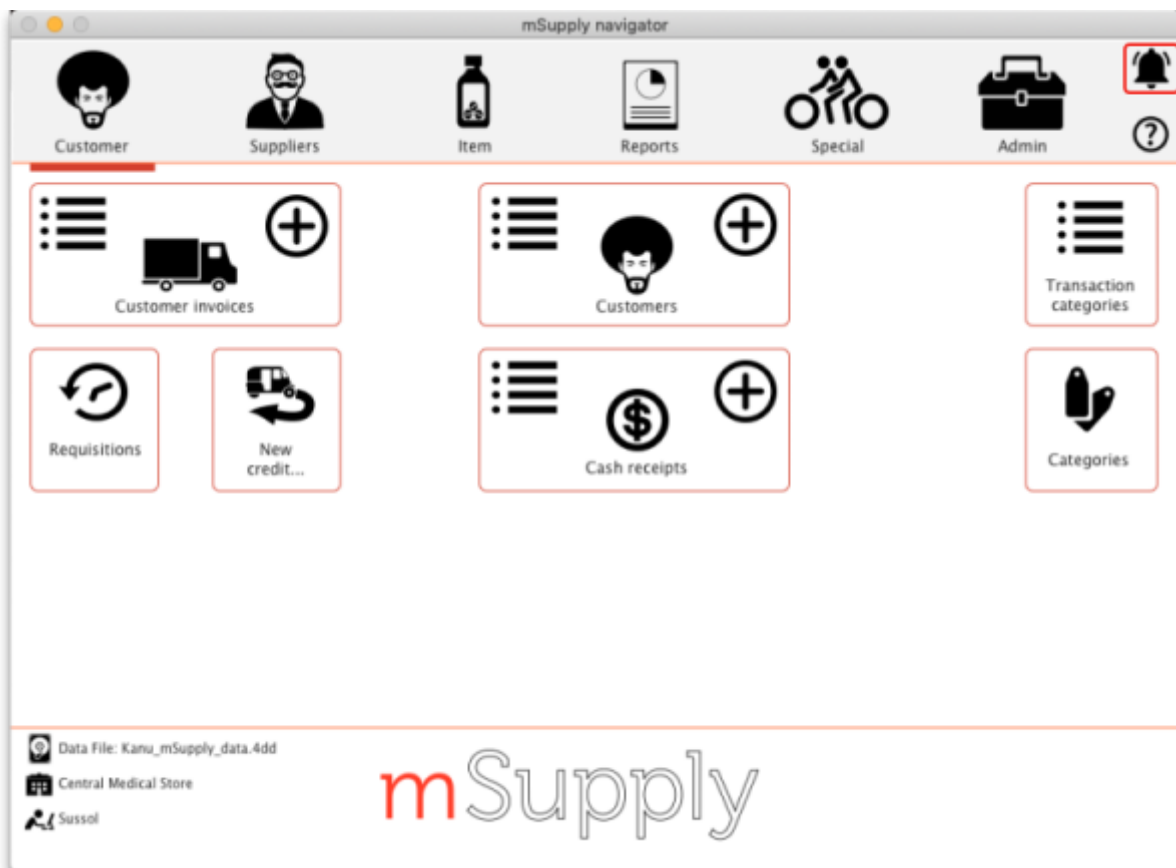 mSupply navigator
Customer
Suppliers
Item
Reports
Special
Admin
Customer invoices
Customers
Transaction
categories
Requisitions
New
credit...
Cash receipts
Categories
Data File: Kanu_mSupply_data.4dd
Central Medical Store
Sussol
mSupply